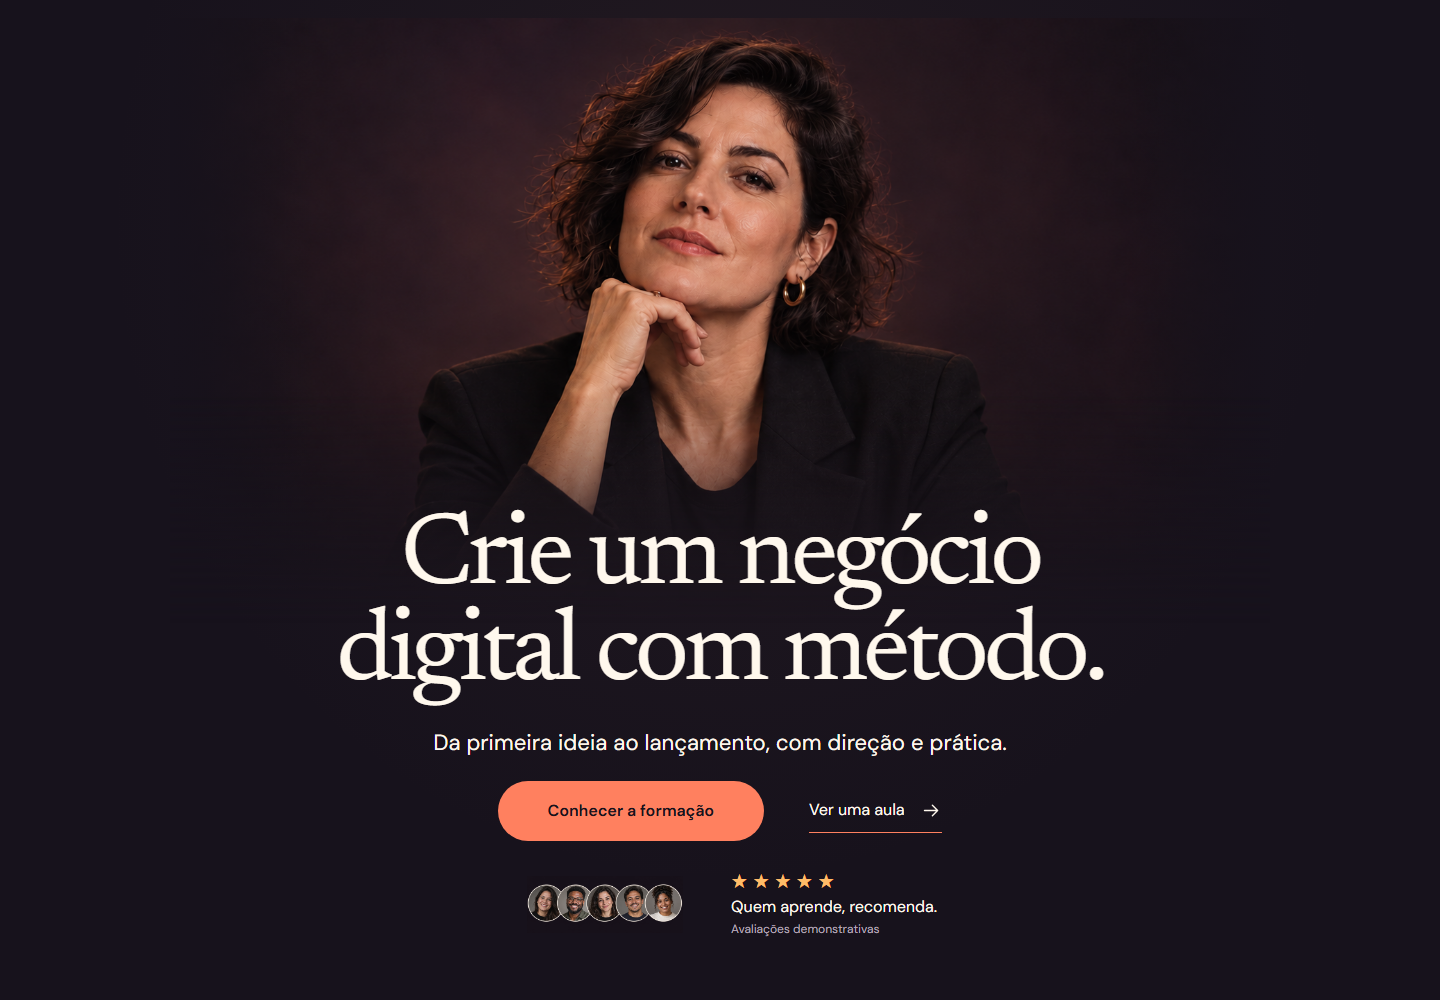 Crie um negócio
digital com método.
Da primeira ideia ao lançamento, com direção e prática.
Conhecer a formação
Ver uma aula
Quem aprende, recomenda.
Avaliações demonstrativas